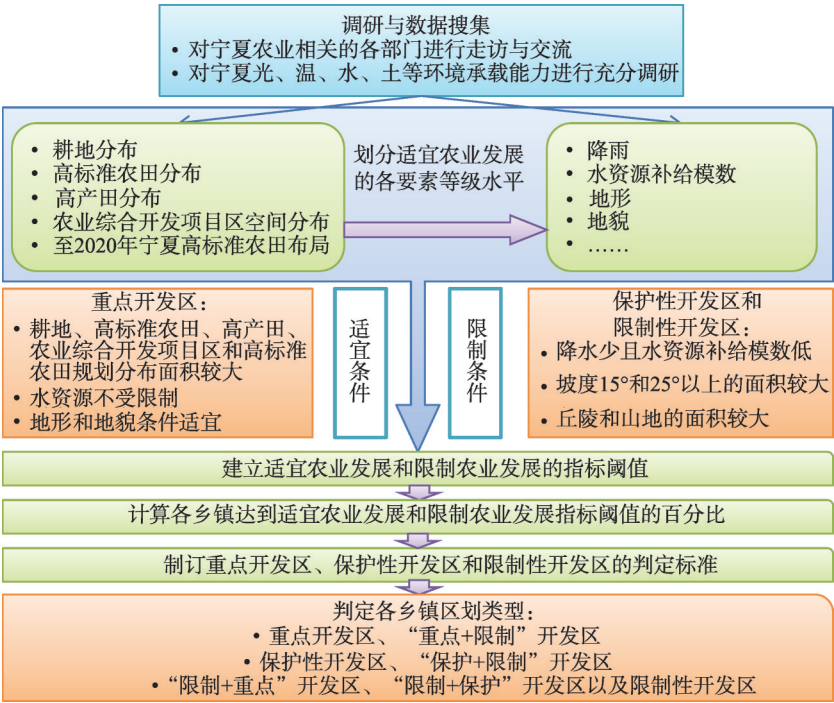 调研与数据搜集
• 对宁夏农业相关的各部门进行走访与交流
• 对宁夏光、温、水、土等环境承载能力进行充分调研
• 耕地分布
• 高标准农田分布
• 高产田分布
• 农业综合开发项目区空间分布
• 至2020年宁夏高标准农田布局
划分适宜农业发展
的各要素等级水平
• 降雨
• 水资源补给模数
• 地形
• 地貌
• ……
重点开发区：
• 耕地、高标准农田、高产田、
农业综合开发项目区和高标准
农田规划分布面积较大
• 水资源不受限制
• 地形和地貌条件适宜
适宜条件
限制条件
保护性开发区和
限制性开发区：
• 降水少且水资源补给模数低
• 坡度15°和25°以上的面积较大
• 丘陵和山地的面积较大
建立适宜农业发展和限制农业发展的指标阈值
计算各乡镇达到适宜农业发展和限制农业发展指标阈值的百分比
制订重点开发区、保护性开发区和限制性开发区的判定标准
判定各乡镇区划类型：
• 重点开发区、“重点+限制”开发区
• 保护性开发区、“保护+限制”开发区
• “限制+重点”开发区、“限制+保护”开发区以及限制性开发区